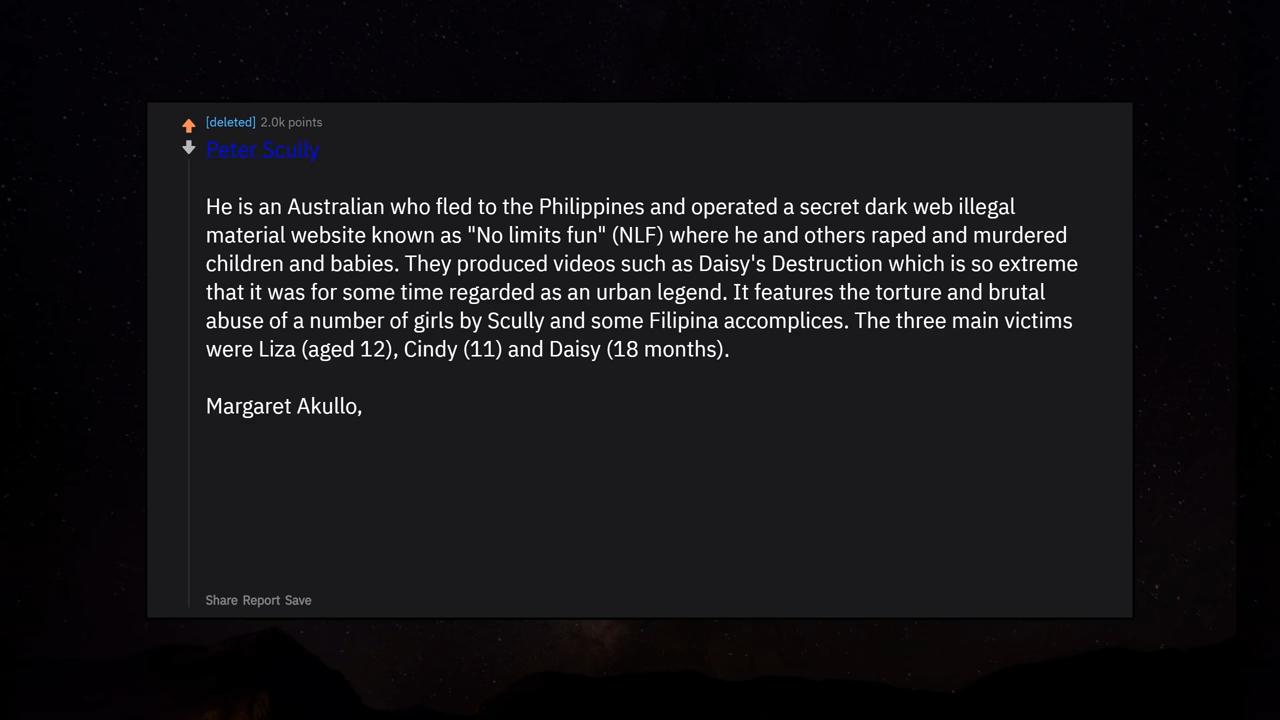 [deleted] 2.0k points
Peter Scully
He is an Australian who fled to the Philippines and operated a secret dark web illegal
material website known as "No limits fun" (NLF) where he and others raped and murdered
children and babies. They produced videos such as Daisy's Destruction which is so extreme
that it was for some time regarded as an urban legend. It features the torture and brutal
abuse of a number of girls by Scully and some Filipina accomplices. The three main victims
were Liza (aged 12), Cindy (11) and Daisy (18 months).
Margaret Akullo,
Share Report Save